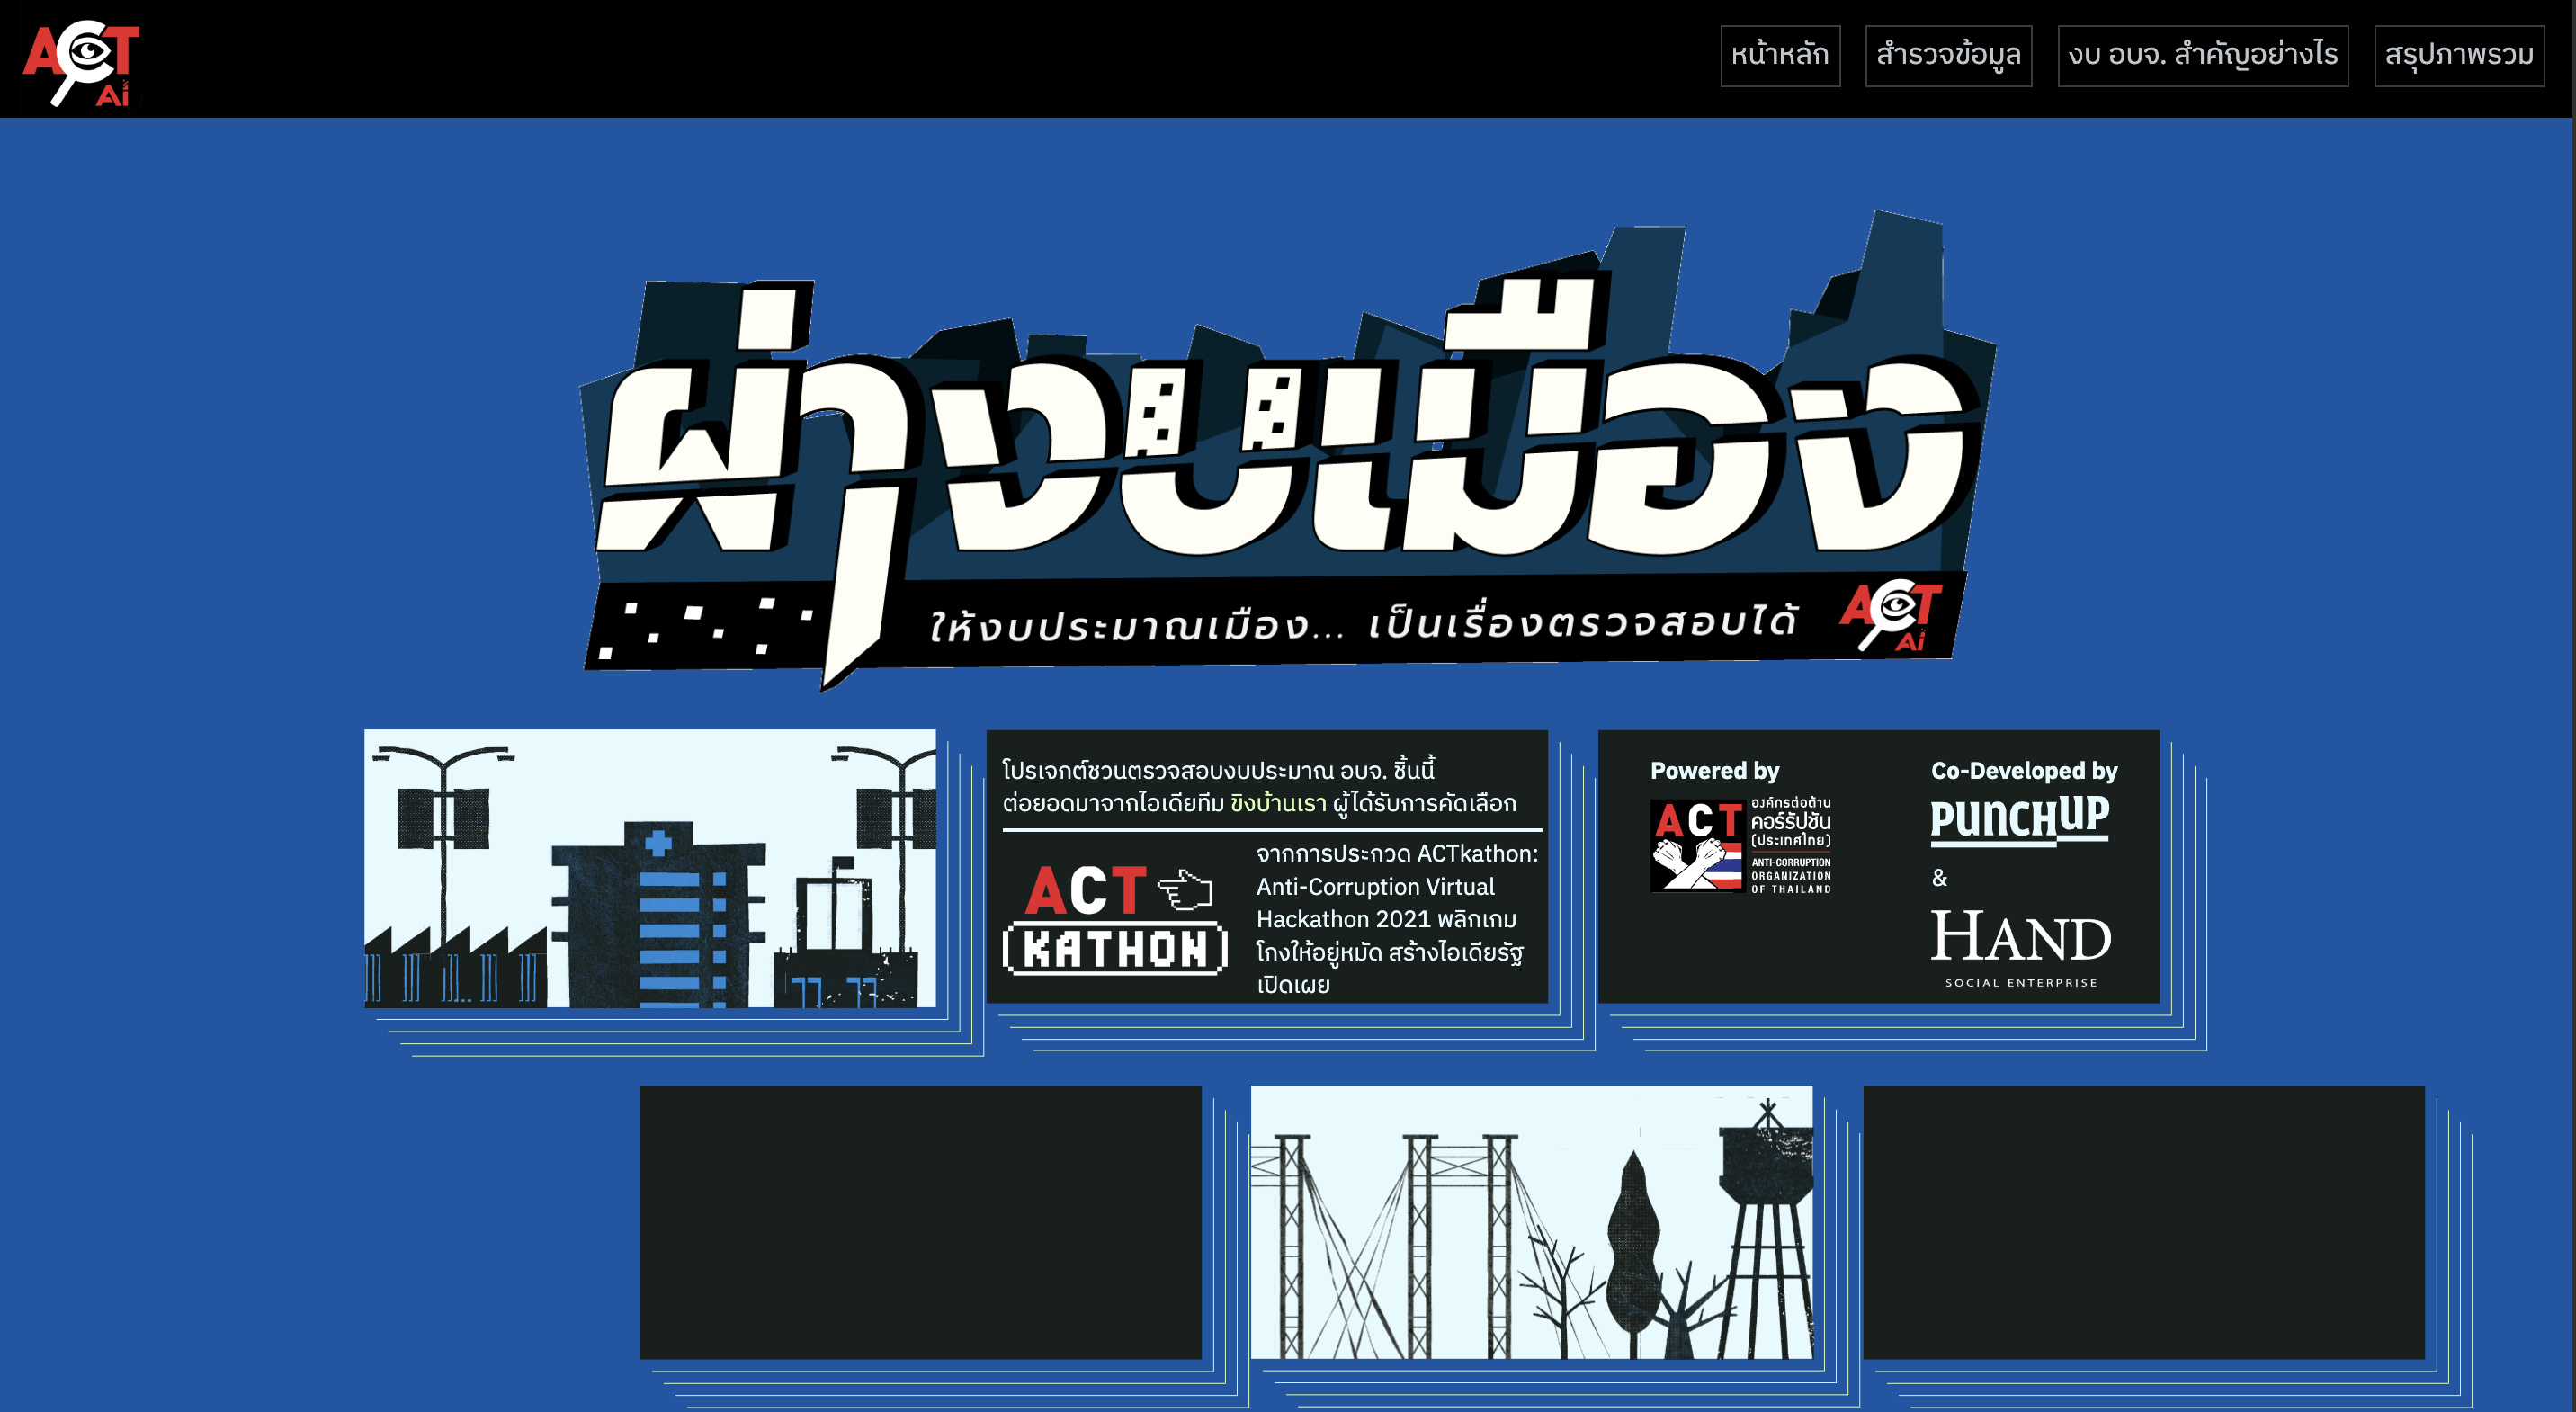 ACT Ai
หน้าหลัก
สำรวจข้อมูล
งบ อบจ. สำคัญอย่างไร
สรุปภาพรวม
ผ่างบเมือง
ให้งบประมาณเมือง... เป็นเรื่องตรวจสอบได้
ACT Ai
โปรเจกต์ชวนตรวจสอบงบประมาณ อบจ. ชิ้นนี้
ต่อยอดมาจากไอเดียทีม ขิงบ้านเรา ผู้ได้รับการคัดเลือก
ACT
KATHON
จากการประกวด ACTkathon:
Anti-Corruption Virtual
Hackathon 2021 พลิกเกม
โกงให้อยู่หมัด สร้างไอเดียรัฐ
เปิดเผย
Powered by
ACT
องค์กรต่อต้าน
คอร์รัปชัน
(ประเทศไทย)
ANTI-CORRUPTION
ORGANIZATION
OF THAILAND
Co-Developed by
PUNCHUP
&
HAND
SOCIAL ENTERPRISE